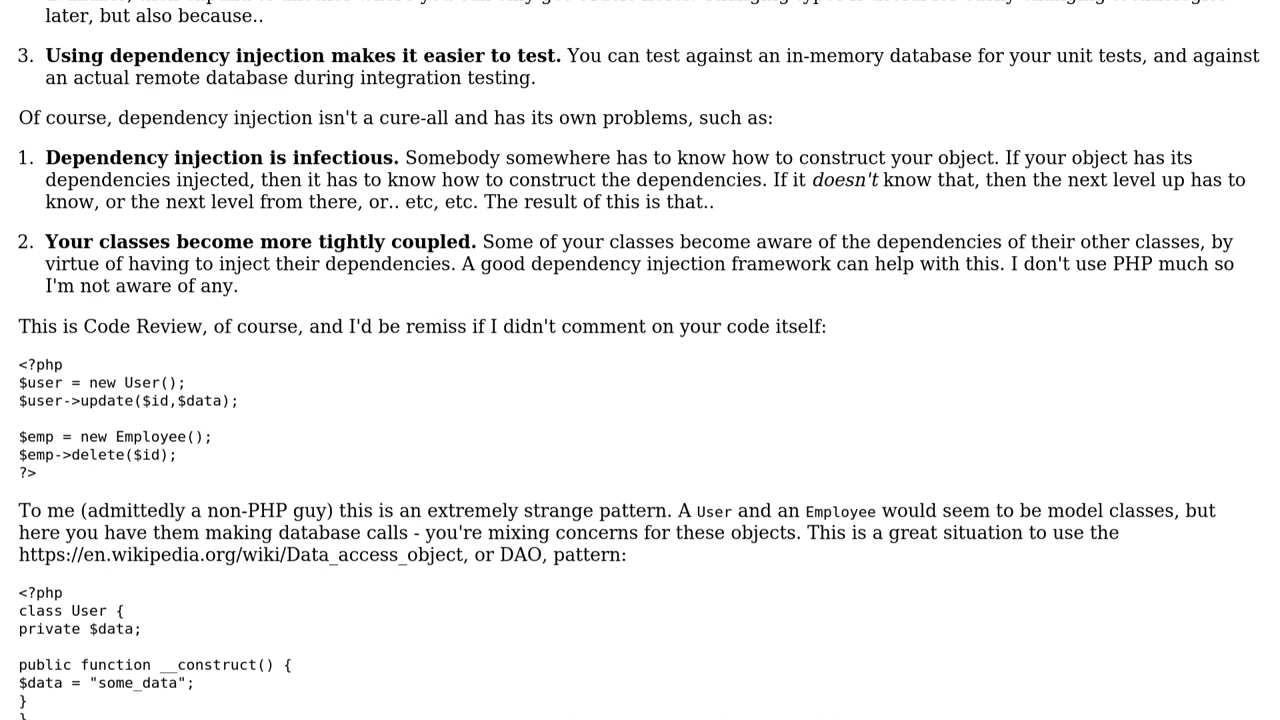 later, but also because..
3. Using dependency injection makes it easier to test. You can test against an in-memory database for your unit tests, and against
an actual remote database during integration testing.
Of course, dependency injection isn't a cure-all and has its own problems, such as:
1. Dependency injection is infectious. Somebody somewhere has to know how to construct your object. If your object has its
dependencies injected, then it has to know how to construct the dependencies. If it doesn't know that, then the next level up has to
know, or the next level from there, or.. etc, etc. The result of this is that..
2. Your classes become more tightly coupled. Some of your classes become aware of the dependencies of their other classes, by
virtue of having to inject their dependencies. A good dependency injection framework can help with this. I don't use PHP much so
I'm not aware of any.
This is Code Review, of course, and I'd be remiss if I didn't comment on your code itself:
<?php
$user = new User();
$user->update($id,$data);
$emp = new Employee();
$emp->delete($id);
?>
To me (admittedly a non-PHP guy) this is an extremely strange pattern. A User and an Employee would seem to be model classes, but
here you have them making database calls - you're mixing concerns for these objects. This is a great situation to use the
https://en.wikipedia.org/wiki/Data_access_object, or DAO, pattern:
<?php
class User {
private $data;
public function __construct() {
$data = "some_data";
}
}